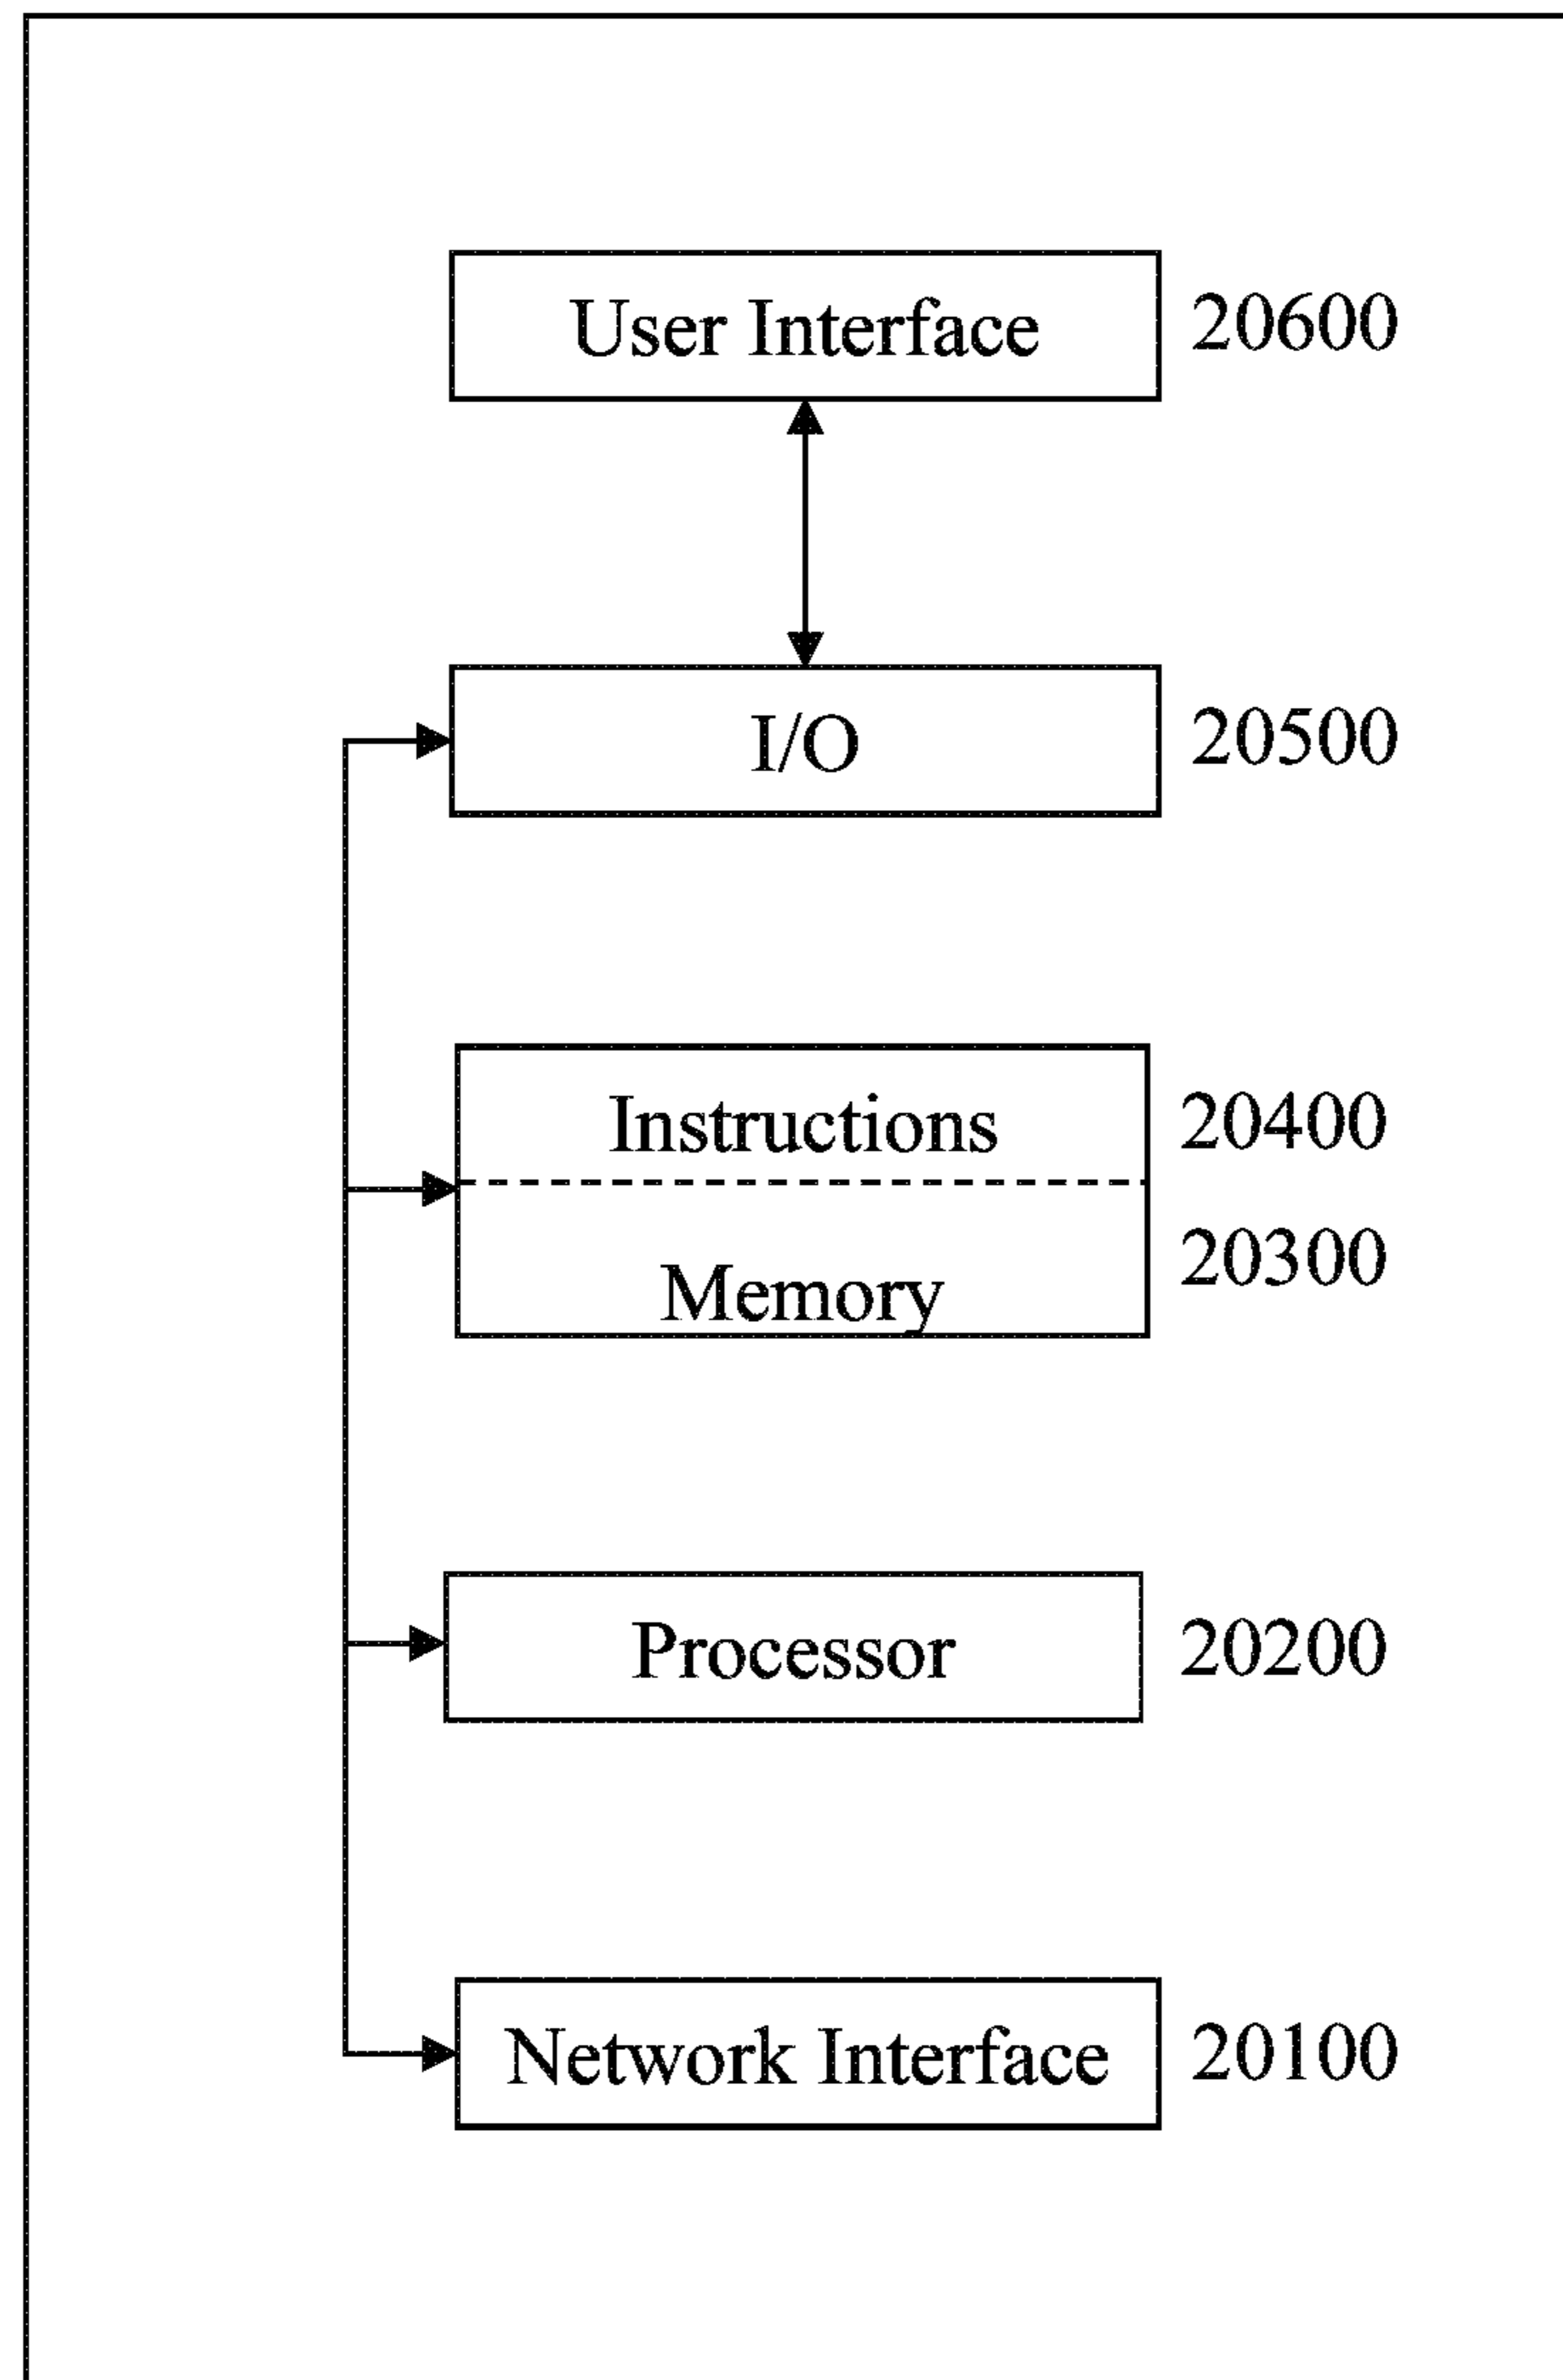 User Interface 20600
I/O 20500
Instructions 20400
Memory 20300
Processor 20200
Network Interface 20100